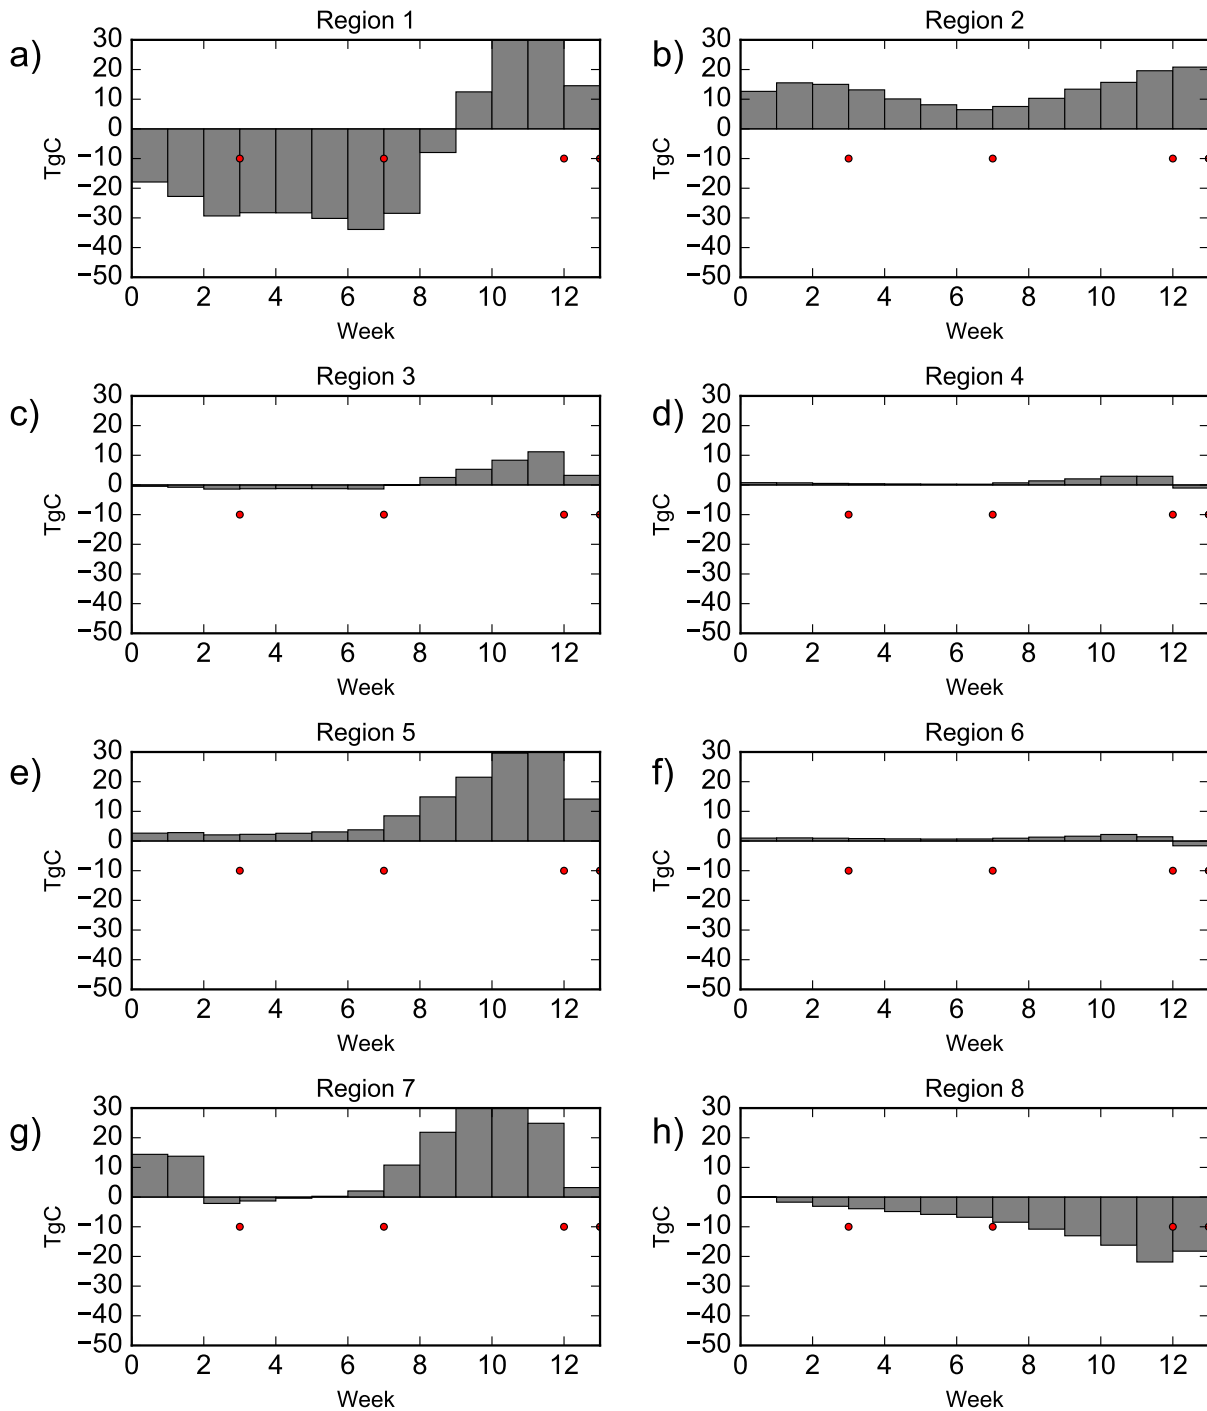 Region 1
a)
30
20
10
0
−10
−20
−30
−40
−50
TgC
0 2 4 6 8 10 12
Week
Region 2
b)
30
20
10
0
−10
−20
−30
−40
−50
TgC
0 2 4 6 8 10 12
Week
Region 3
c)
30
20
10
0
−10
−20
−30
−40
−50
TgC
0 2 4 6 8 10 12
Week
Region 4
d)
30
20
10
0
−10
−20
−30
−40
−50
TgC
0 2 4 6 8 10 12
Week
Region 5
e)
30
20
10
0
−10
−20
−30
−40
−50
TgC
0 2 4 6 8 10 12
Week
Region 6
f)
30
20
10
0
−10
−20
−30
−40
−50
TgC
0 2 4 6 8 10 12
Week
Region 7
g)
30
20
10
0
−10
−20
−30
−40
−50
TgC
0 2 4 6 8 10 12
Week
Region 8
h)
30
20
10
0
−10
−20
−30
−40
−50
TgC
0 2 4 6 8 10 12
Week